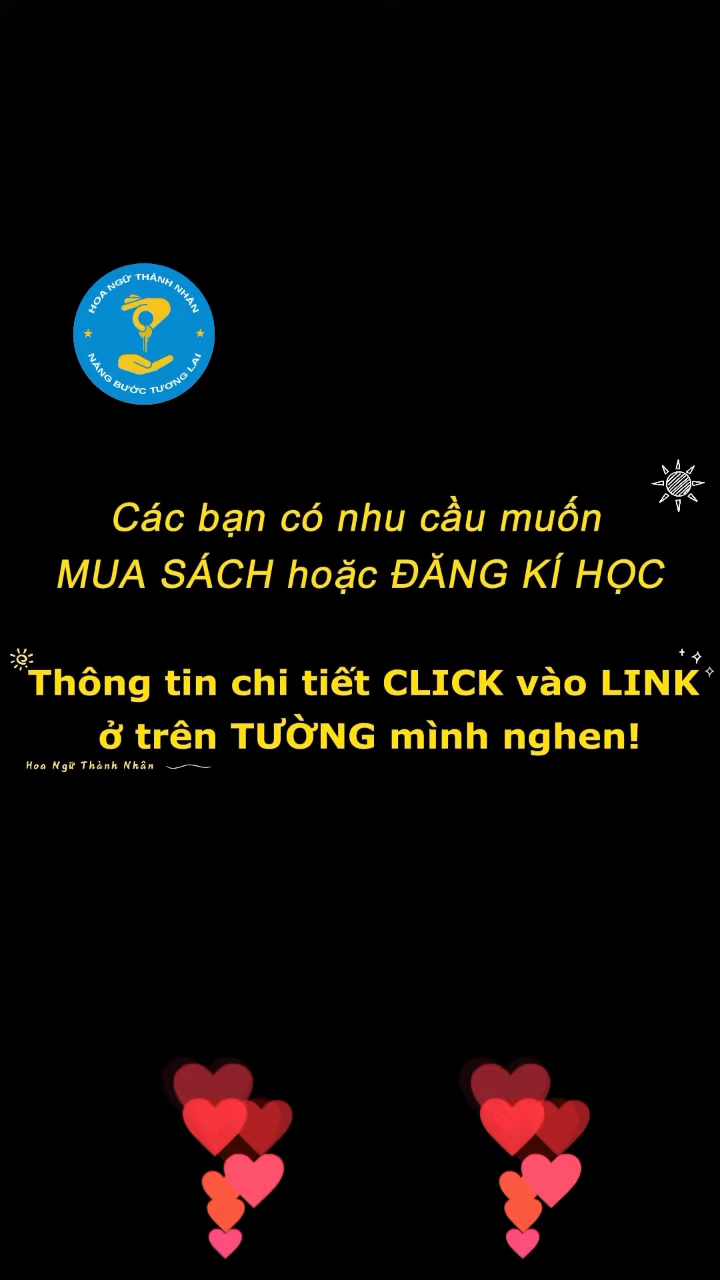 HOA NGỮ THÀNH NHÂN
NÂNG BƯỚC TƯƠNG LAI
Các bạn có nhu cầu muốn
MUA SÁCH hoặc ĐĂNG KÍ HỌC
Thông tin chi tiết CLICK vào LINK
ở trên TƯỜNG mình nghen!
Hoa Ngữ Thành Nhân